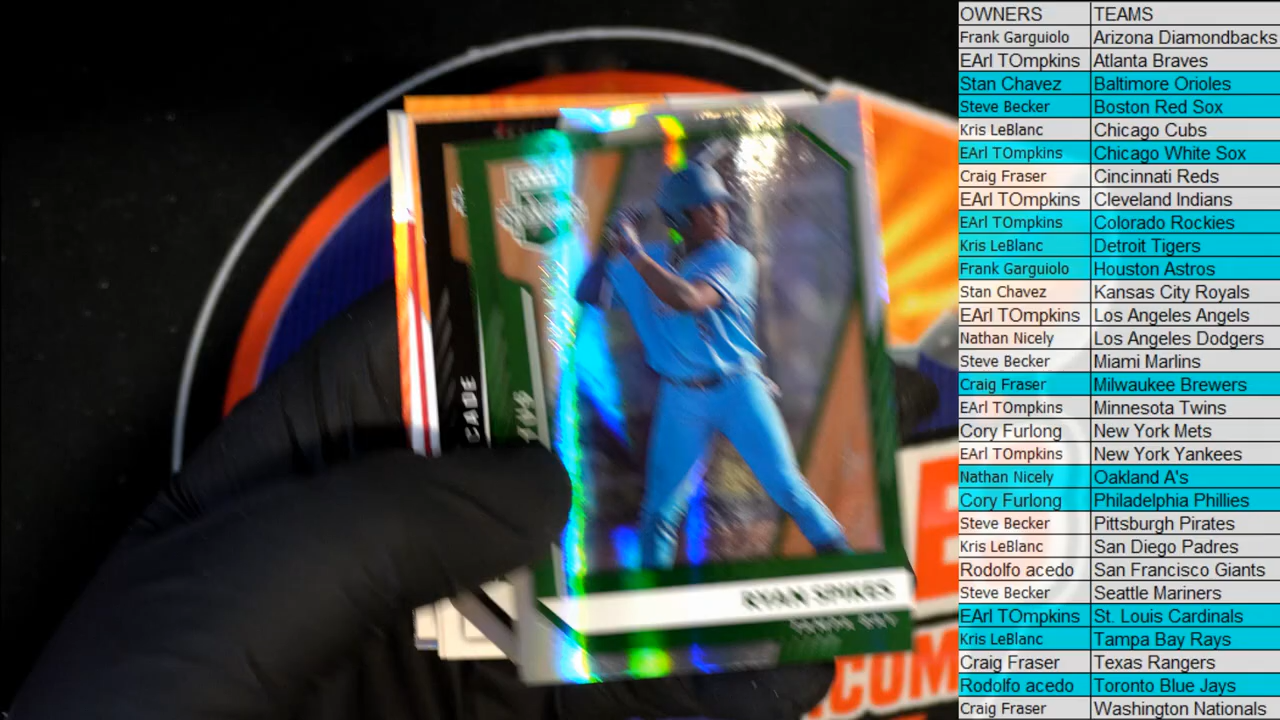 OWNERS TEAMS
Frank Garguiolo Arizona Diamondbacks
EArl TOmpkins Atlanta Braves
Stan Chavez Baltimore Orioles
Steve Becker Boston Red Sox
Kris LeBlanc Chicago Cubs
EArl TOmpkins Chicago White Sox
Craig Fraser Cincinnati Reds
EArl TOmpkins Cleveland Indians
EArl TOmpkins Colorado Rockies
Kris LeBlanc Detroit Tigers
Frank Garguiolo Houston Astros
Stan Chavez Kansas City Royals
EArl TOmpkins Los Angeles Angels
Nathan Nicely Los Angeles Dodgers
Steve Becker Miami Marlins
Craig Fraser Milwaukee Brewers
EArl TOmpkins Minnesota Twins
Cory Furlong New York Mets
EArl TOmpkins New York Yankees
Nathan Nicely Oakland A's
Cory Furlong Philadelphia Phillies
Steve Becker Pittsburgh Pirates
Kris LeBlanc San Diego Padres
Rodolfo acedo San Francisco Giants
Steve Becker Seattle Mariners
EArl TOmpkins St. Louis Cardinals
Kris LeBlanc Tampa Bay Rays
Craig Fraser Texas Rangers
Rodolfo acedo Toronto Blue Jays
Craig Fraser Washington Nationals
CADE
RYAN SPIKES
TAMPA BAY
.COM